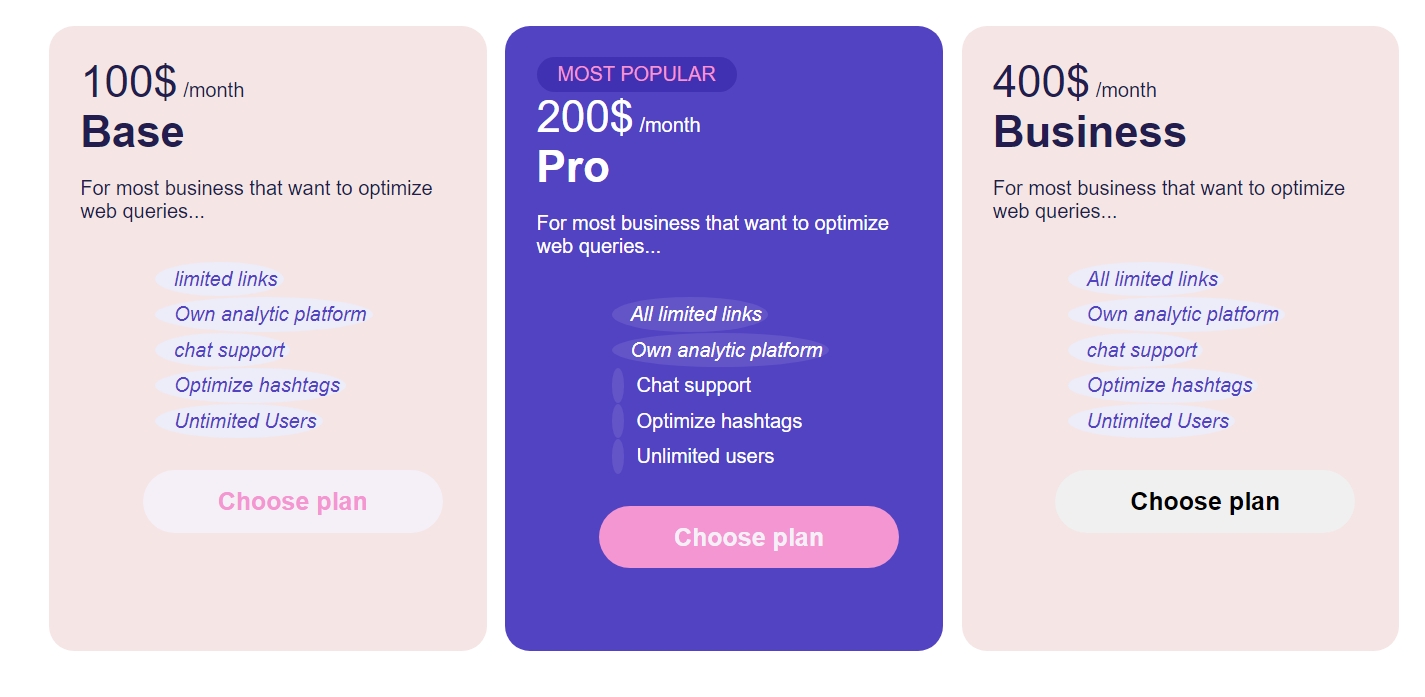 100$ /month
Base
For most business that want to optimize
web queries...
limited links
Own analytic platform
chat support
Optimize hashtags
Untimited Users
Choose plan
MOST POPULAR
200$ /month
Pro
For most business that want to optimize
web queries...
All limited links
Own analytic platform
Chat support
Optimize hashtags
Unlimited users
Choose plan
400$ /month
Business
For most business that want to optimize
web queries...
All limited links
Own analytic platform
chat support
Optimize hashtags
Untimited Users
Choose plan